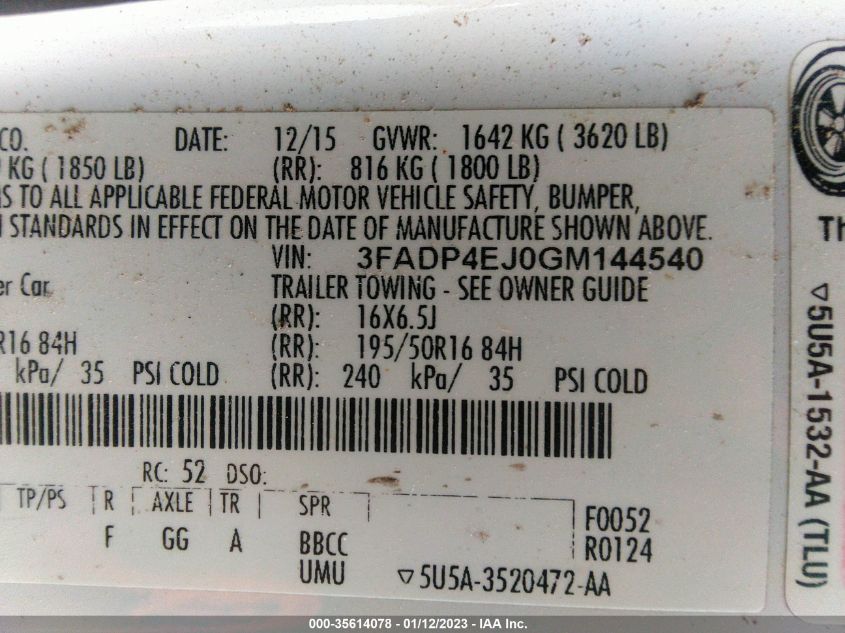 CO. DATE: 12/15 GVWR: 1642 KG ( 3620 LB)
KG ( 1850 LB) (RR): 816 KG ( 1800 LB)
S TO ALL APPLICABLE FEDERAL MOTOR VEHICLE SAFETY, BUMPER,
STANDARDS IN EFFECT ON THE DATE OF MANUFACTURE SHOWN ABOVE.
VIN: 3FADP4EJ0GM144540
er Car TRAILER TOWING - SEE OWNER GUIDE
(RR): 16X6.5J
R16 84H (RR): 195/50R16 84H
kPa/ 35 PSI COLD (RR): 240 kPa/ 35 PSI COLD
RC: 52 DSO:
TP/PS R AXLE TR SPR
F GG A BBCC
UMU
F0052
R0124
▽5U5A-3520472-AA
Th
▽5U5A-1532-AA (TLU)
000-35614078 - 01/12/2023 - IAA Inc.